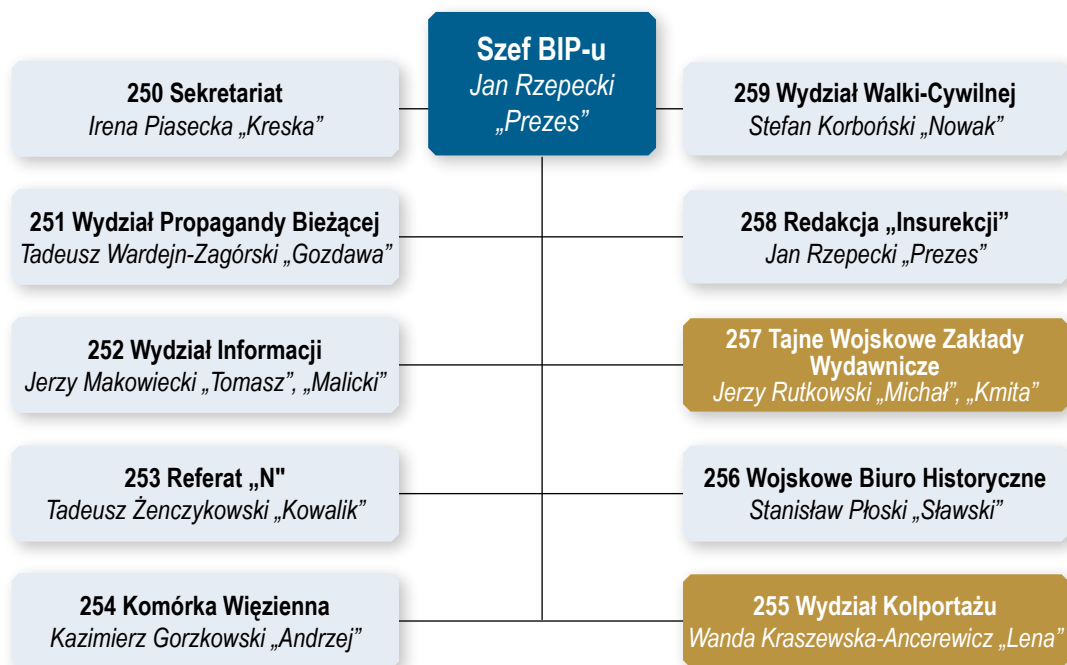 Szef BIP-u
Jan Rzepecki
„Prezes”
250 Sekretariat
Irena Piasecka „Kreska”
259 Wydział Walki-Cywilnej
Stefan Korboński „Nowak”
251 Wydział Propagandy Bieżącej
Tadeusz Wardejn-Zagórski „Gozdawa”
258 Redakcja „Insurekcji”
Jan Rzepecki „Prezes”
252 Wydział Informacji
Jerzy Makowiecki „Tomasz”, „Malicki”
257 Tajne Wojskowe Zakłady
Wydawnicze
Jerzy Rutkowski „Michał”, „Kmita”
253 Referat „N"
Tadeusz Żenczykowski „Kowalik”
256 Wojskowe Biuro Historyczne
Stanisław Płoski „Sławski”
254 Komórka Więzienna
Kazimierz Gorzkowski „Andrzej”
255 Wydział Kolportażu
Wanda Kraszewska-Ancerewicz „Lena”